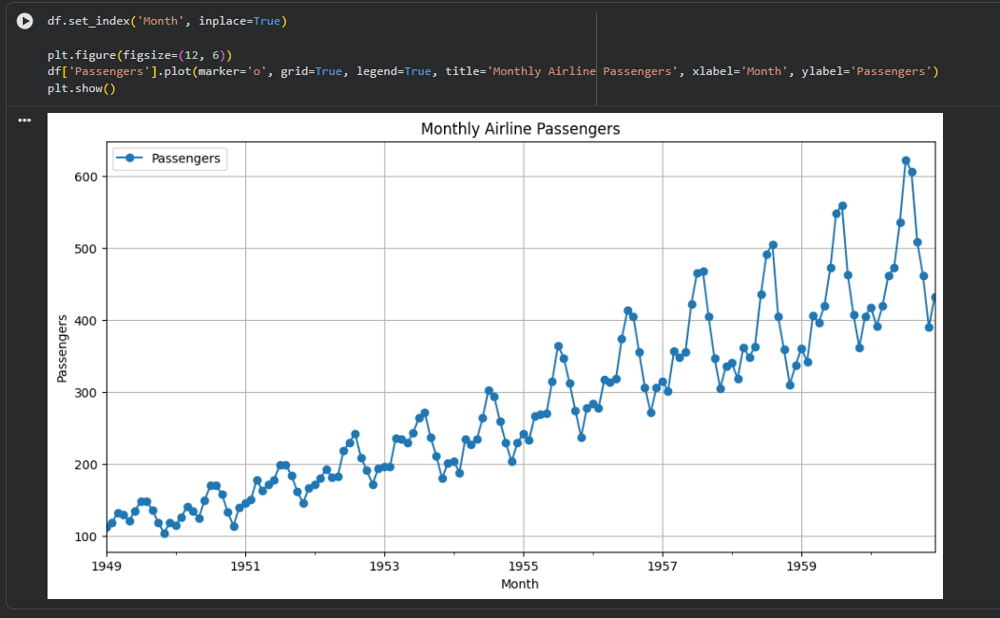 df.set_index('Month', inplace=True)
plt.figure(figsize=(12, 6))
df['Passengers'].plot(marker='o', grid=True, legend=True, title='Monthly Airline Passengers', xlabel='Month', ylabel='Passengers')
plt.show()
Monthly Airline Passengers
Passengers
600
500
400
300
200
100
Passengers
1949 1951 1953 1955 1957 1959
Month